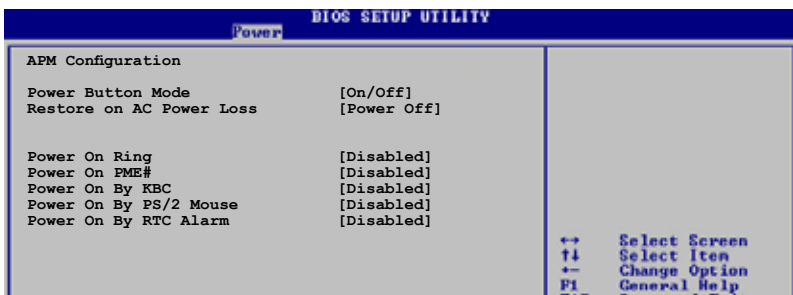 BIOS SETUP UTILITY
Power
APM Configuration
Power Button Mode [On/Off]
Restore on AC Power Loss [Power Off]
Power On Ring [Disabled]
Power On PME# [Disabled]
Power On By KBC [Disabled]
Power On By PS/2 Mouse [Disabled]
Power On By RTC Alarm [Disabled]
←→ Select Screen
↑↓ Select Item
+- Change Option
F1 General Help